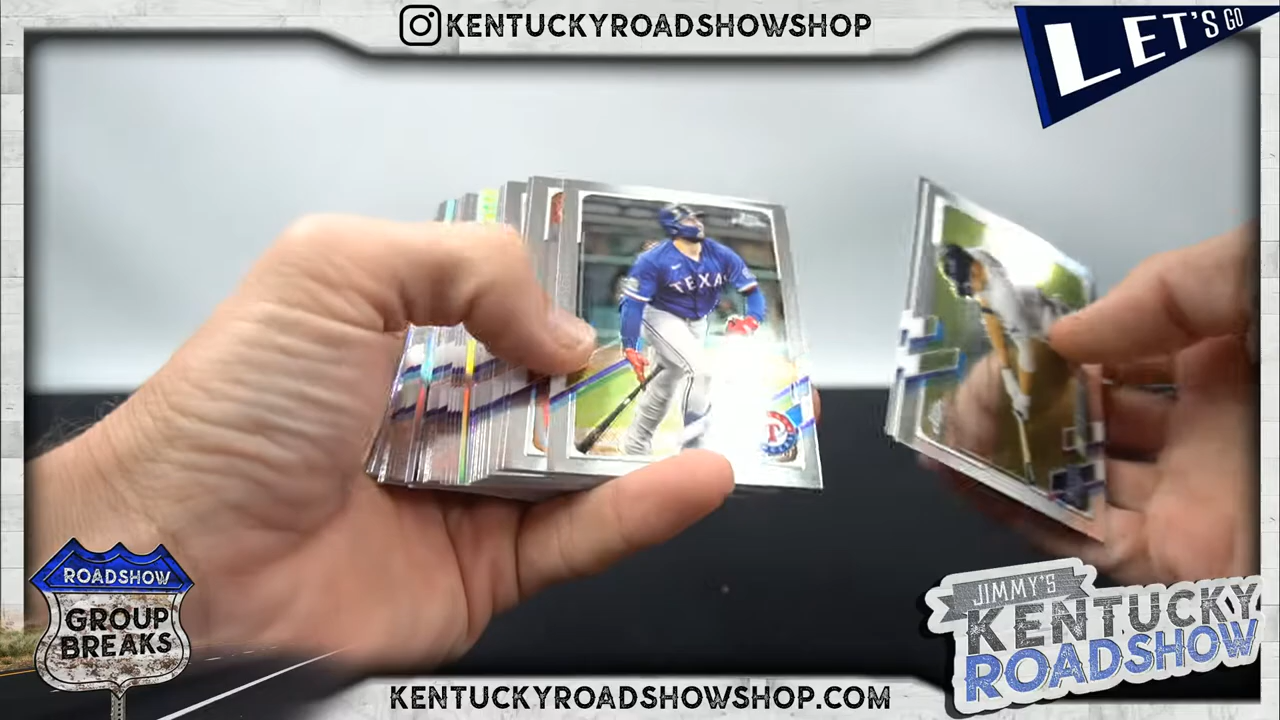 KENTUCKYROADSHOWSHOP
LET'S GO
TEXAS
ROADSHOW
GROUP
BREAKS
JIMMY'S
KENTUCKY
ROADSHOW
KENTUCKYROADSHOWSHOP.COM